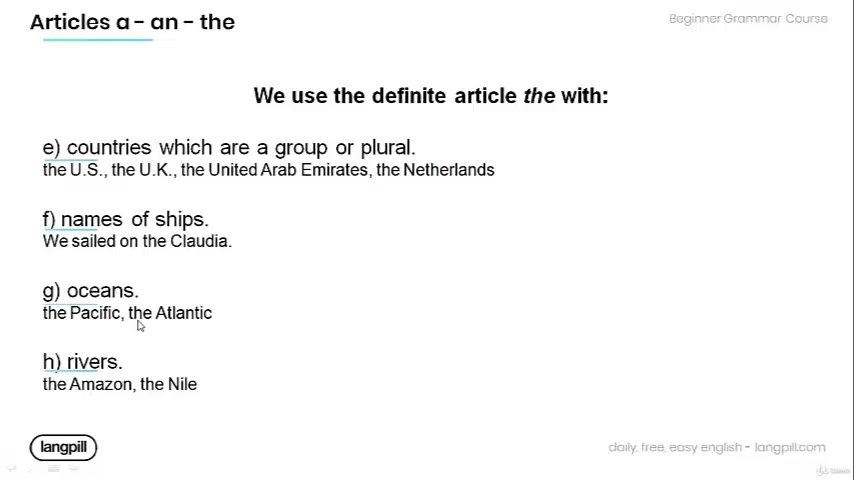 Articles a - an - the
Beginner Grammar Course
We use the definite article the with:
e) countries which are a group or plural.
the U.S., the U.K., the United Arab Emirates, the Netherlands
f) names of ships.
We sailed on the Claudia.
g) oceans.
the Pacific, the Atlantic
h) rivers.
the Amazon, the Nile
langpill
daily, free, easy english - langpill.com